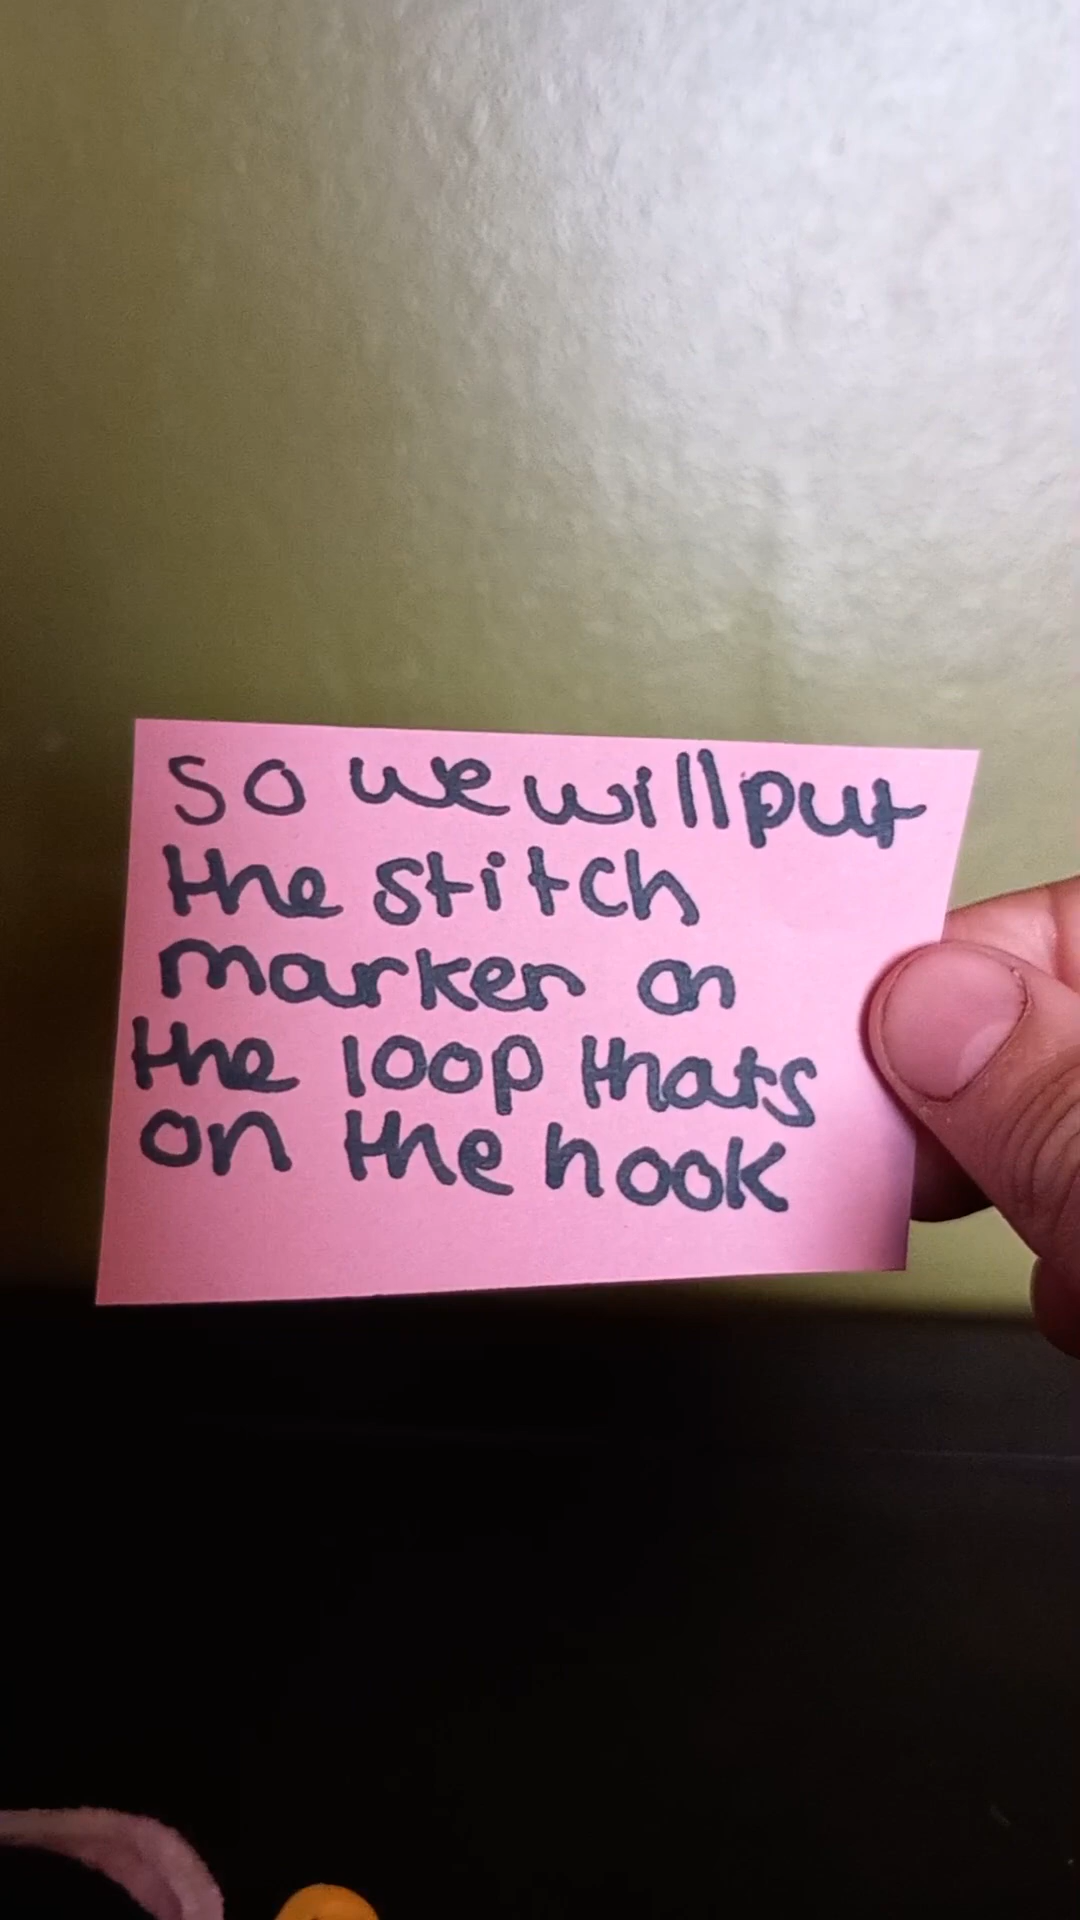 so we will put
the stitch
marker on
the loop thats
on the hook